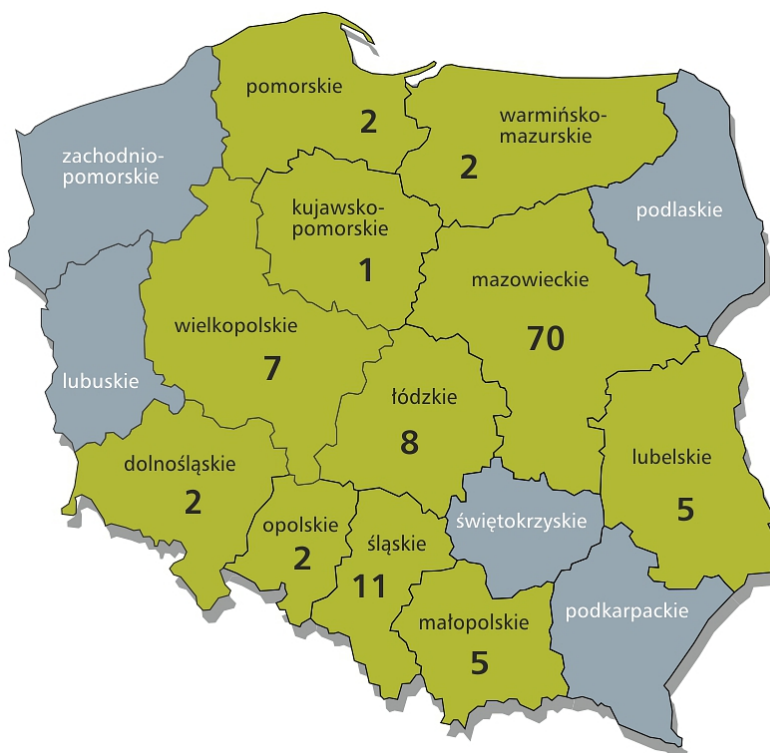 pomorskie
2
warmińsko-
mazurskie
2
zachodnio-
pomorskie
podlaskie
kujawsko-
pomorskie
1
mazowieckie
70
wielkopolskie
7
lubuskie
łódzkie
8
dolnośląskie
2
lubelskie
5
opolskie
2
śląskie
11
świętokrzyskie
małopolskie
5
podkarpackie